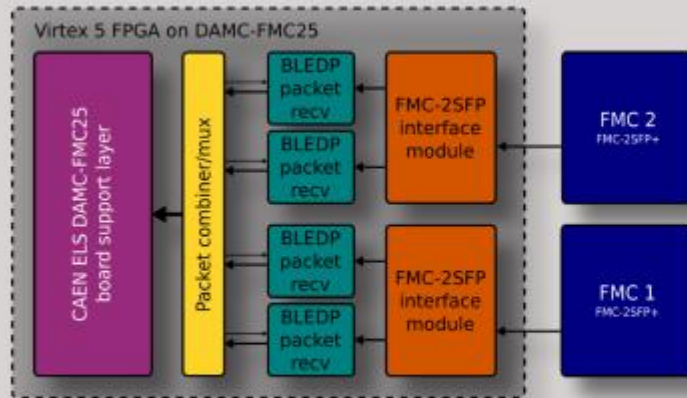 Virtex 5 FPGA on DAMC-FMC25
CAEN ELS DAMC-FMC25
board support layer
Packet combiner/mux
BLEDP
packet
recv
BLEDP
packet
recv
FMC-2SFP
interface
module
FMC 2
FMC-2SFP+
BLEDP
packet
recv
BLEDP
packet
recv
FMC-2SFP
interface
module
FMC 1
FMC-2SFP+